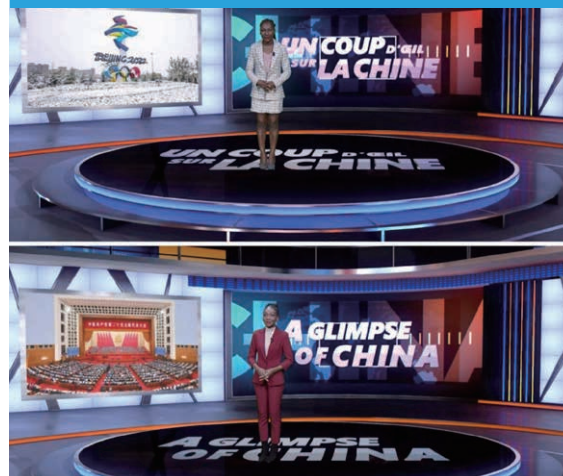 BEIJING 2022
UN COUP D'ŒIL
SUR LA CHINE
UN COUP D'ŒIL
SUR LA CHINE
A GLIMPSE
OF CHINA
A GLIMPSE
OF CHINA